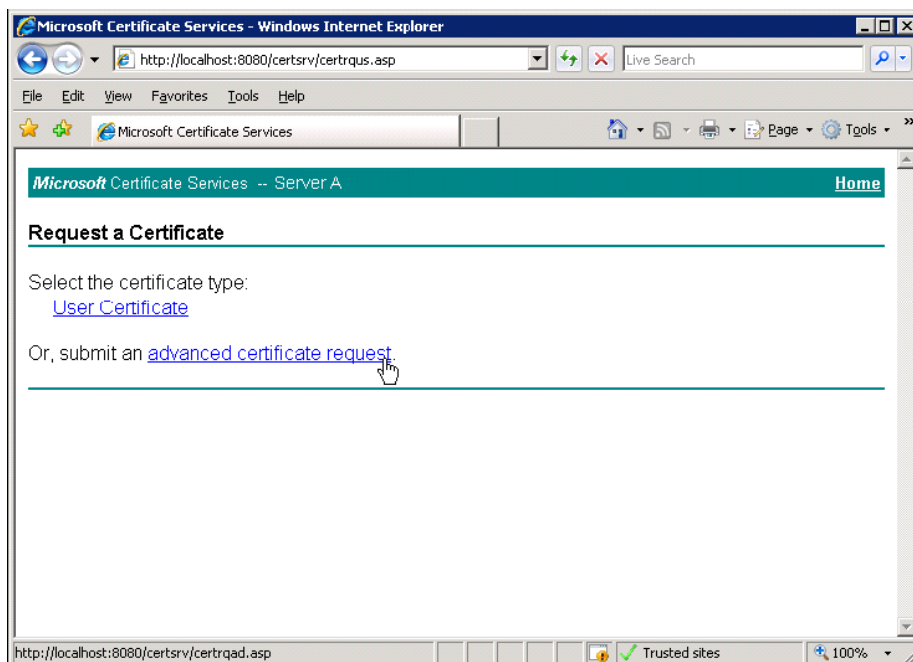 Microsoft Certificate Services - Windows Internet Explorer
http://localhost:8080/certsrv/certrqus.asp
Live Search
File Edit View Favorites Tools Help
Microsoft Certificate Services
Page Tools »
Microsoft Certificate Services -- Server A Home
Request a Certificate
Select the certificate type:
User Certificate
Or, submit an advanced certificate request.
http://localhost:8080/certsrv/certrqad.asp Trusted sites 100%